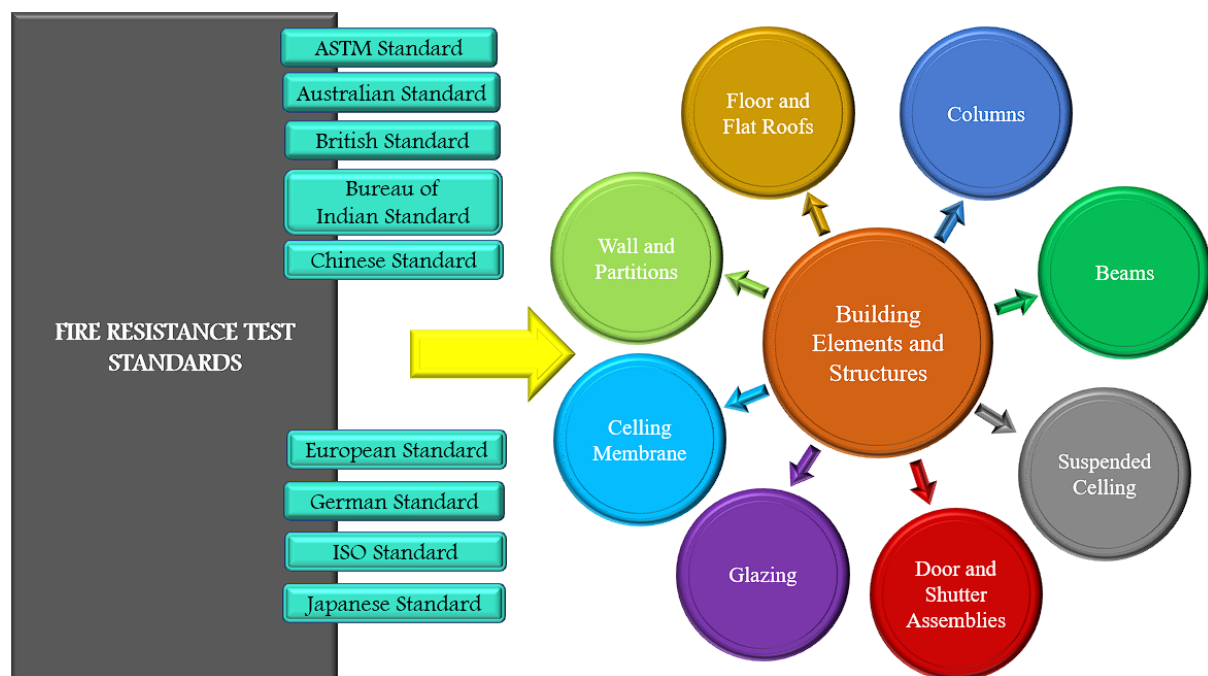 ASTM Standard
Australian Standard
British Standard
Bureau of
Indian Standard
Chinese Standard
FIRE RESISTANCE TEST
STANDARDS
European Standard
German Standard
ISO Standard
Japanese Standard
Floor and
Flat Roofs
Columns
Wall and
Partitions
Beams
Building
Elements and
Structures
Celling
Membrane
Suspended
Celling
Glazing
Door and
Shutter
Assemblies